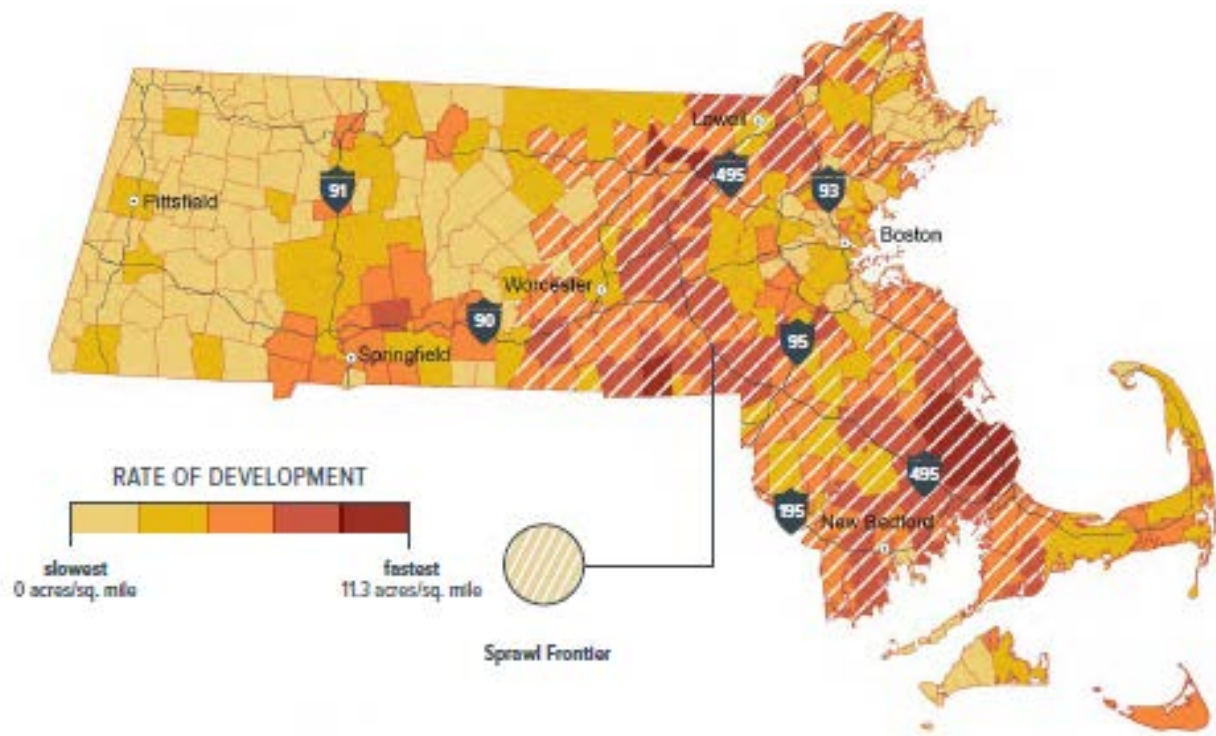 Lowell
495
91
93
Pittsfield
Boston
Worcester
90
95
Springfield
RATE OF DEVELOPMENT
495
195
New Bedford
slowest
0 acres/sq. mile
fastest
11.3 acres/sq. mile
Sprawl Frontier